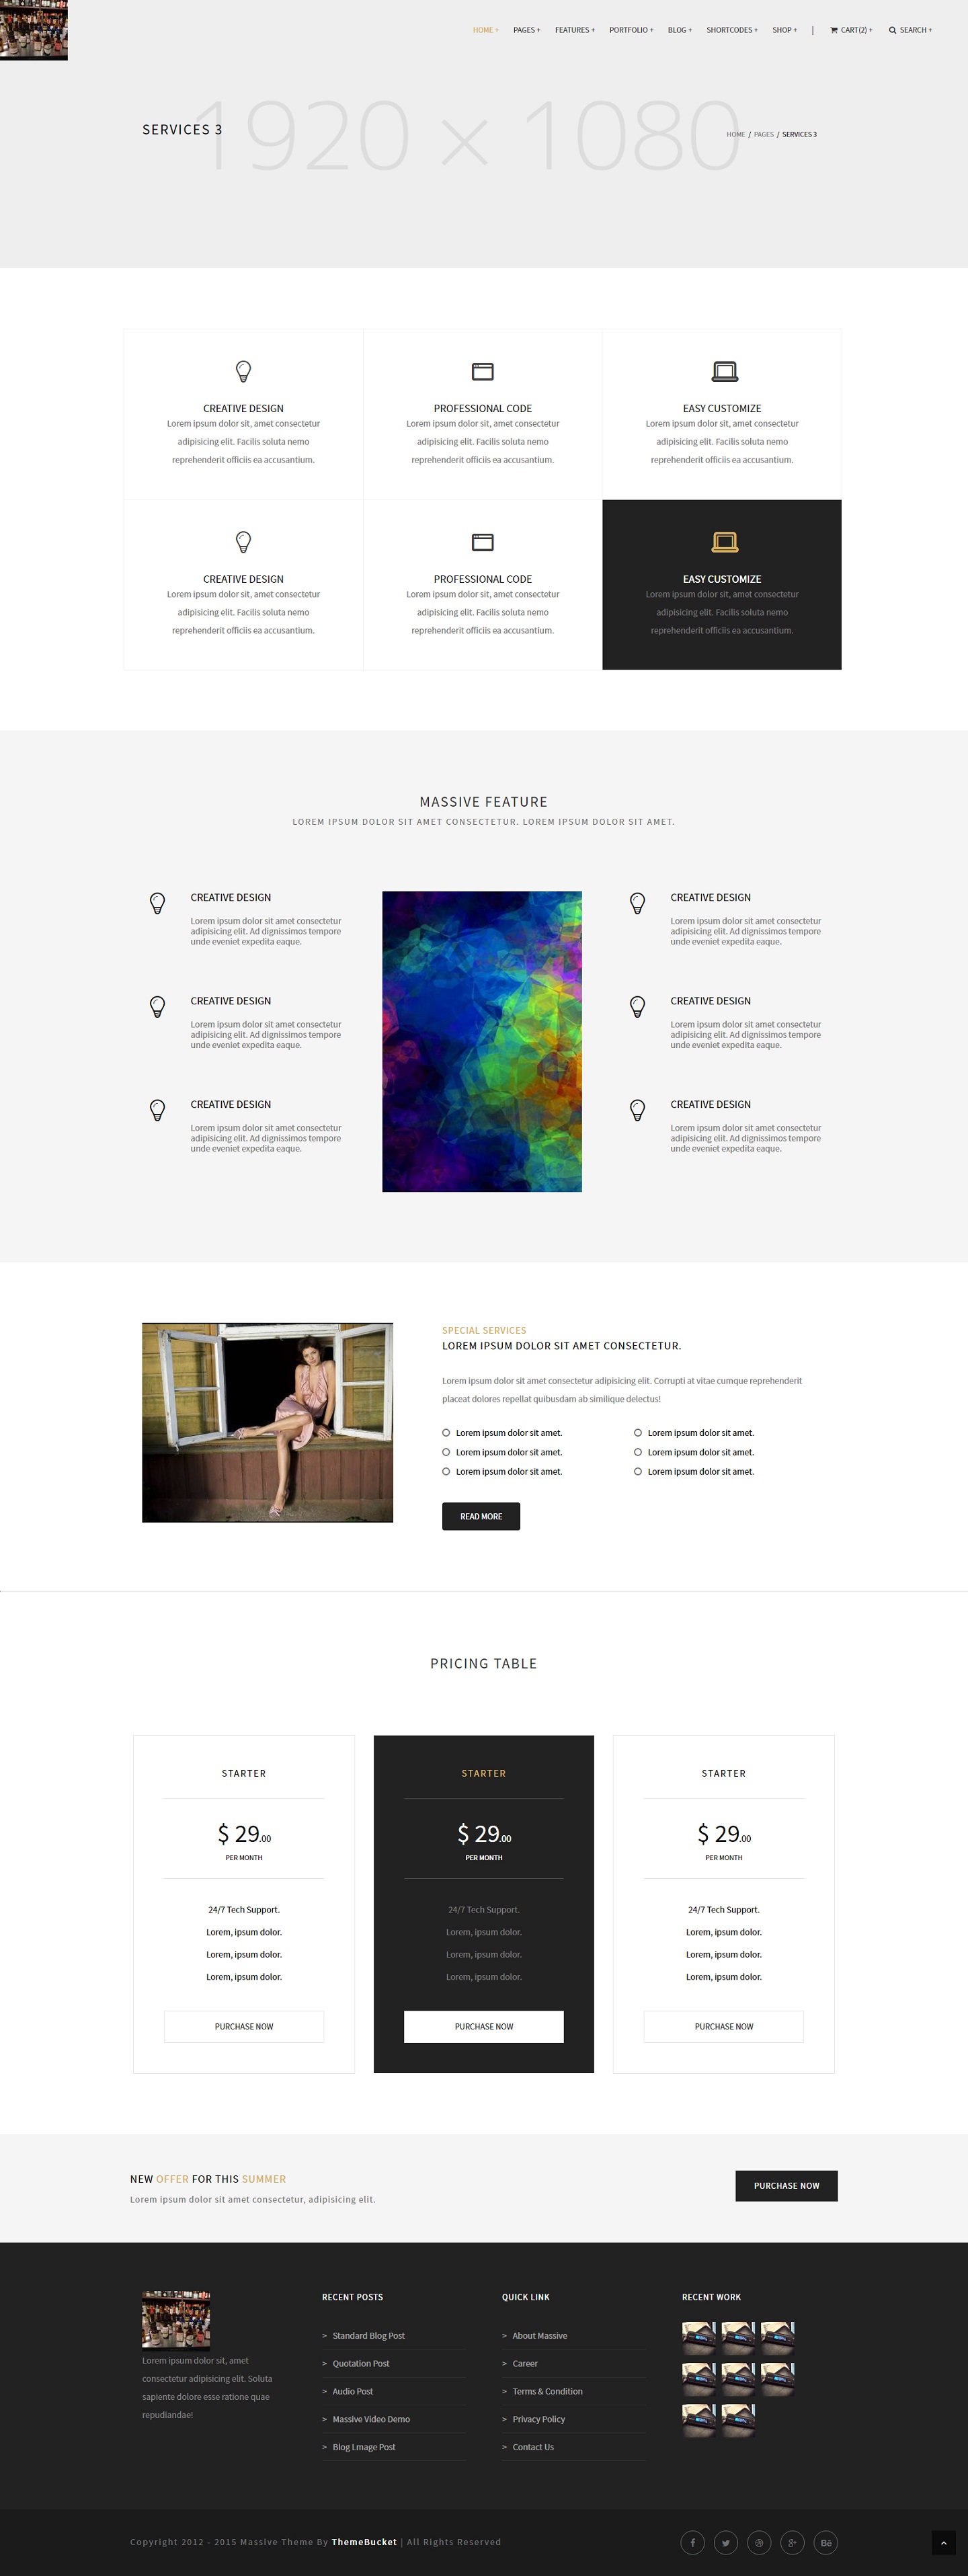 HOME +
PAGES +
FEATURES +
PORTFOLIO +
BLOG +
SHORTCODES +
SHOP +
|
CART(2) +
SEARCH +
1920 × 1080
SERVICES 3
HOME / PAGES / SERVICES 3
CREATIVE DESIGN
Lorem ipsum dolor sit, amet consectetur
adipisicing elit. Facilis soluta nemo
reprehenderit officiis ea accusantium.
PROFESSIONAL CODE
Lorem ipsum dolor sit, amet consectetur
adipisicing elit. Facilis soluta nemo
reprehenderit officiis ea accusantium.
EASY CUSTOMIZE
Lorem ipsum dolor sit, amet consectetur
adipisicing elit. Facilis soluta nemo
reprehenderit officiis ea accusantium.
CREATIVE DESIGN
Lorem ipsum dolor sit, amet consectetur
adipisicing elit. Facilis soluta nemo
reprehenderit officiis ea accusantium.
PROFESSIONAL CODE
Lorem ipsum dolor sit, amet consectetur
adipisicing elit. Facilis soluta nemo
reprehenderit officiis ea accusantium.
EASY CUSTOMIZE
Lorem ipsum dolor sit, amet consectetur
adipisicing elit. Facilis soluta nemo
reprehenderit officiis ea accusantium.
MASSIVE FEATURE
LOREM IPSUM DOLOR SIT AMET CONSECTETUR. LOREM IPSUM DOLOR SIT AMET.
CREATIVE DESIGN
Lorem ipsum dolor sit amet consectetur
adipisicing elit. Ad dignissimos tempore
unde eveniet expedita eaque.
CREATIVE DESIGN
Lorem ipsum dolor sit amet consectetur
adipisicing elit. Ad dignissimos tempore
unde eveniet expedita eaque.
CREATIVE DESIGN
Lorem ipsum dolor sit amet consectetur
adipisicing elit. Ad dignissimos tempore
unde eveniet expedita eaque.
CREATIVE DESIGN
Lorem ipsum dolor sit amet consectetur
adipisicing elit. Ad dignissimos tempore
unde eveniet expedita eaque.
CREATIVE DESIGN
Lorem ipsum dolor sit amet consectetur
adipisicing elit. Ad dignissimos tempore
unde eveniet expedita eaque.
CREATIVE DESIGN
Lorem ipsum dolor sit amet consectetur
adipisicing elit. Ad dignissimos tempore
unde eveniet expedita eaque.
SPECIAL SERVICES
LOREM IPSUM DOLOR SIT AMET CONSECTETUR.
Lorem ipsum dolor sit amet consectetur adipisicing elit. Corrupti at vitae cumque reprehenderit
placeat dolores repellat quibusdam ab similique delectus!
Lorem ipsum dolor sit amet.
Lorem ipsum dolor sit amet.
Lorem ipsum dolor sit amet.
Lorem ipsum dolor sit amet.
Lorem ipsum dolor sit amet.
Lorem ipsum dolor sit amet.
READ MORE
PRICING TABLE
STARTER
$ 29.00
PER MONTH
24/7 Tech Support.
Lorem, ipsum dolor.
Lorem, ipsum dolor.
Lorem, ipsum dolor.
PURCHASE NOW
STARTER
$ 29.00
PER MONTH
24/7 Tech Support.
Lorem, ipsum dolor.
Lorem, ipsum dolor.
Lorem, ipsum dolor.
PURCHASE NOW
STARTER
$ 29.00
PER MONTH
24/7 Tech Support.
Lorem, ipsum dolor.
Lorem, ipsum dolor.
Lorem, ipsum dolor.
PURCHASE NOW
NEW OFFER FOR THIS SUMMER
Lorem ipsum dolor sit amet consectetur, adipisicing elit.
PURCHASE NOW
Lorem ipsum dolor sit, amet
consectetur adipisicing elit. Soluta
sapiente dolore esse ratione quae
repudiandae!
RECENT POSTS
> Standard Blog Post
> Quotation Post
> Audio Post
> Massive Video Demo
> Blog Lmage Post
QUICK LINK
> About Massive
> Career
> Terms & Condition
> Privacy Policy
> Contact Us
RECENT WORK
Copyright 2012 - 2015 Massive Theme By ThemeBucket | All Rights Reserved